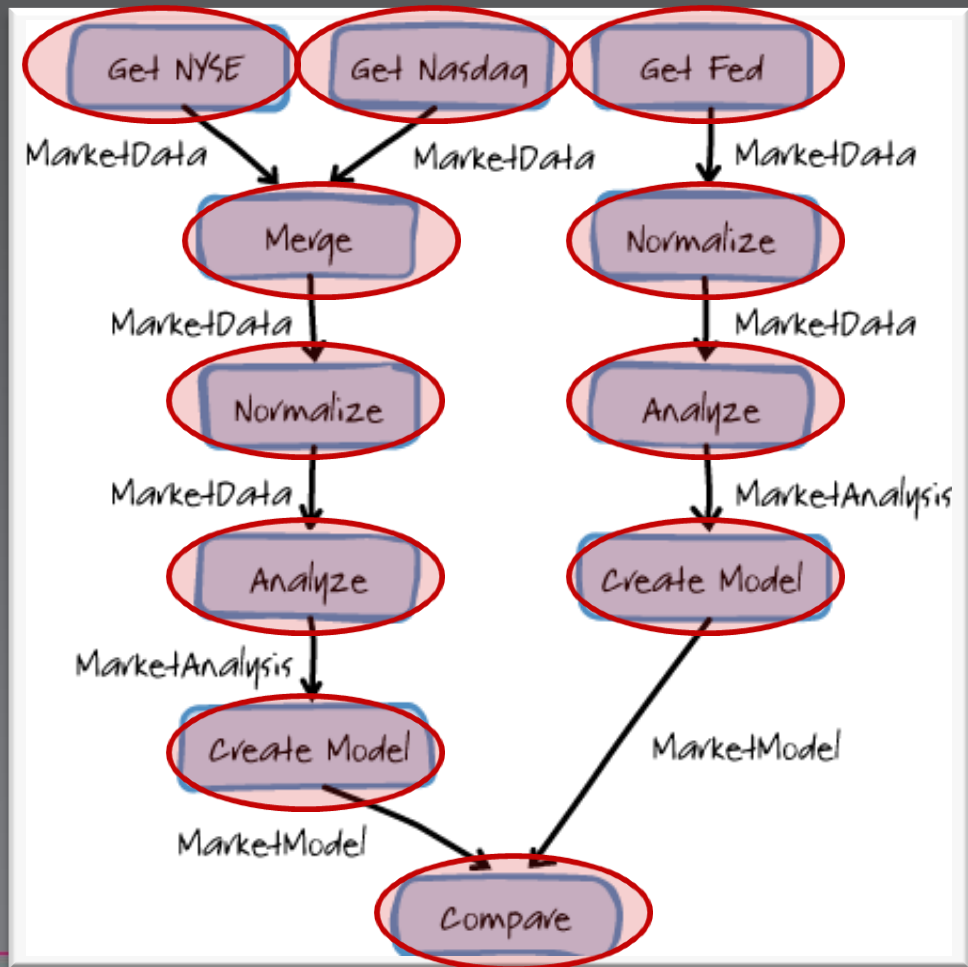 Get NYSE
Get Nasdaq
Get Fed
MarketData
MarketData
MarketData
Merge
Normalize
MarketData
MarketData
Normalize
Analyze
MarketData
MarketAnalysis
Analyze
Create Model
MarketAnalysis
Create Model
MarketModel
MarketModel
Compare